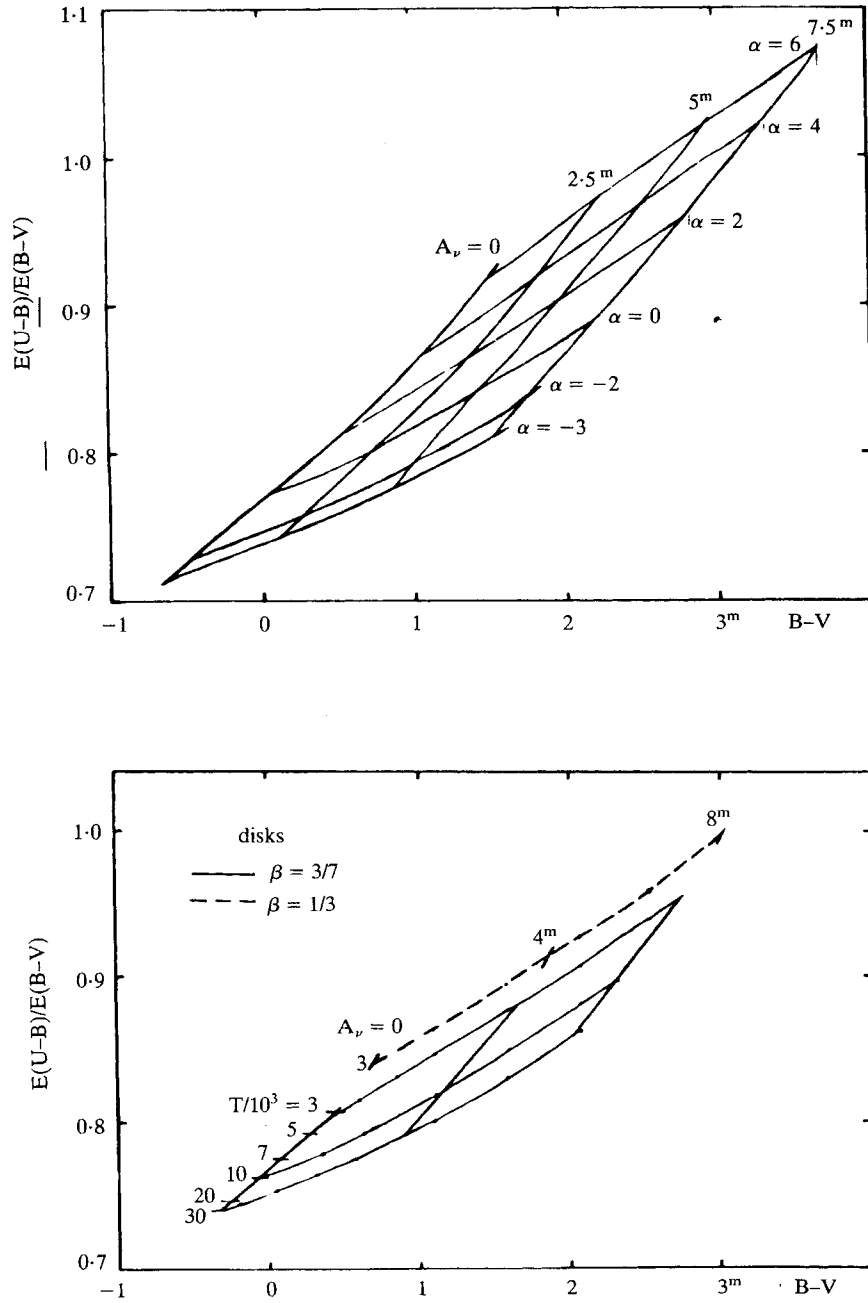 1·1
7·5ᵐ
α = 6
5ᵐ
α = 4
1·0
2·5ᵐ
α = 2
Aᵥ = 0
E(U–B)/E(B–V)
0·9
α = 0
α = −2
0·8
α = −3
0·7
−1
0
1
2
3ᵐ
B–V
8ᵐ
1·0
disks
β = 3/7
β = 1/3
4ᵐ
E(U–B)/E(B–V)
0·9
Aᵥ = 0
3
T/10³ = 3
0·8
5
7
10
20
30
0·7
−1
0
1
2
3ᵐ
B–V